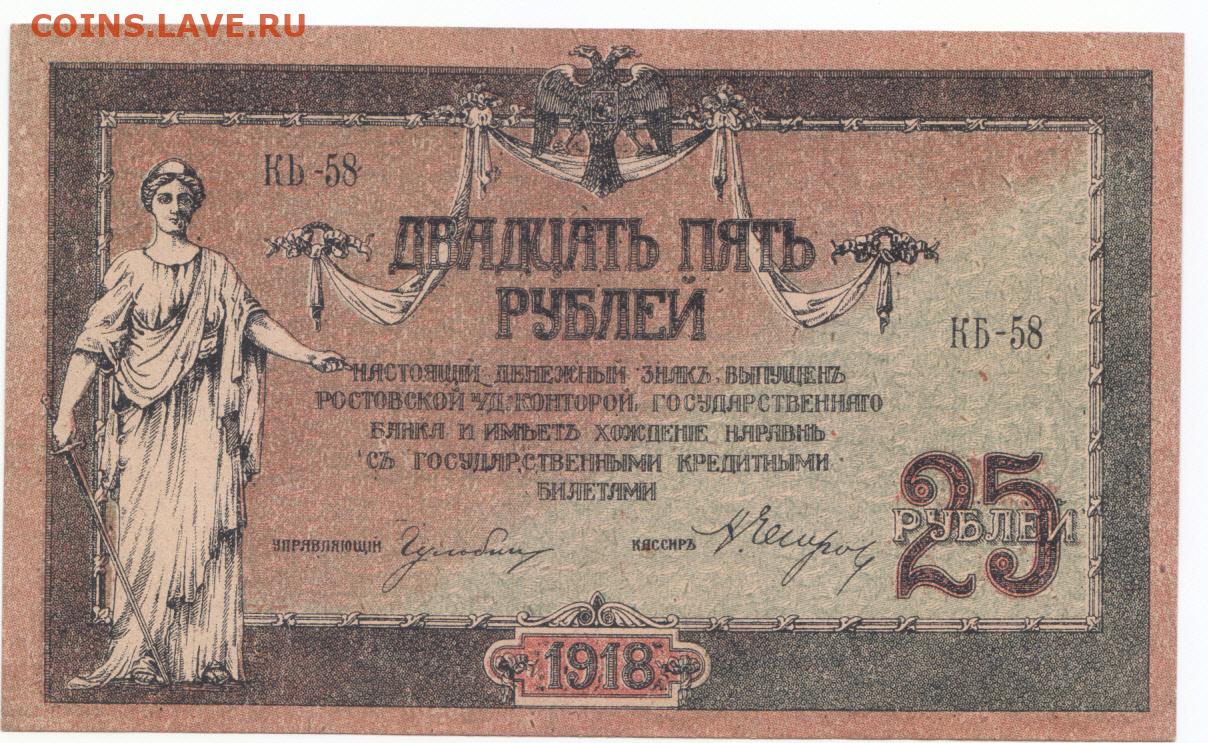 COINS.LAVE.RU
КБ-58
ДВАДЦАТЬ ПЯТЬ
РУБЛЕЙ
КБ-58
НАСТОЯЩІЙ ДЕНЕЖНЫЙ ЗНАКЪ, ВЫПУЩЕНЪ
РОСТОВСКОЙ Н/Д. КОНТОРОЙ, ГОСУДАРСТВЕННАГО
БАНКА И ИМѢЕТЪ ХОЖДЕНІЕ НАРАВНѢ
СЪ ГОСУДАРСТВЕННЫМИ КРЕДИТНЫМИ
БИЛЕТАМИ
УПРАВЛЯЮЩІЙ КАССИРЪ
25
РУБЛЕЙ
1918